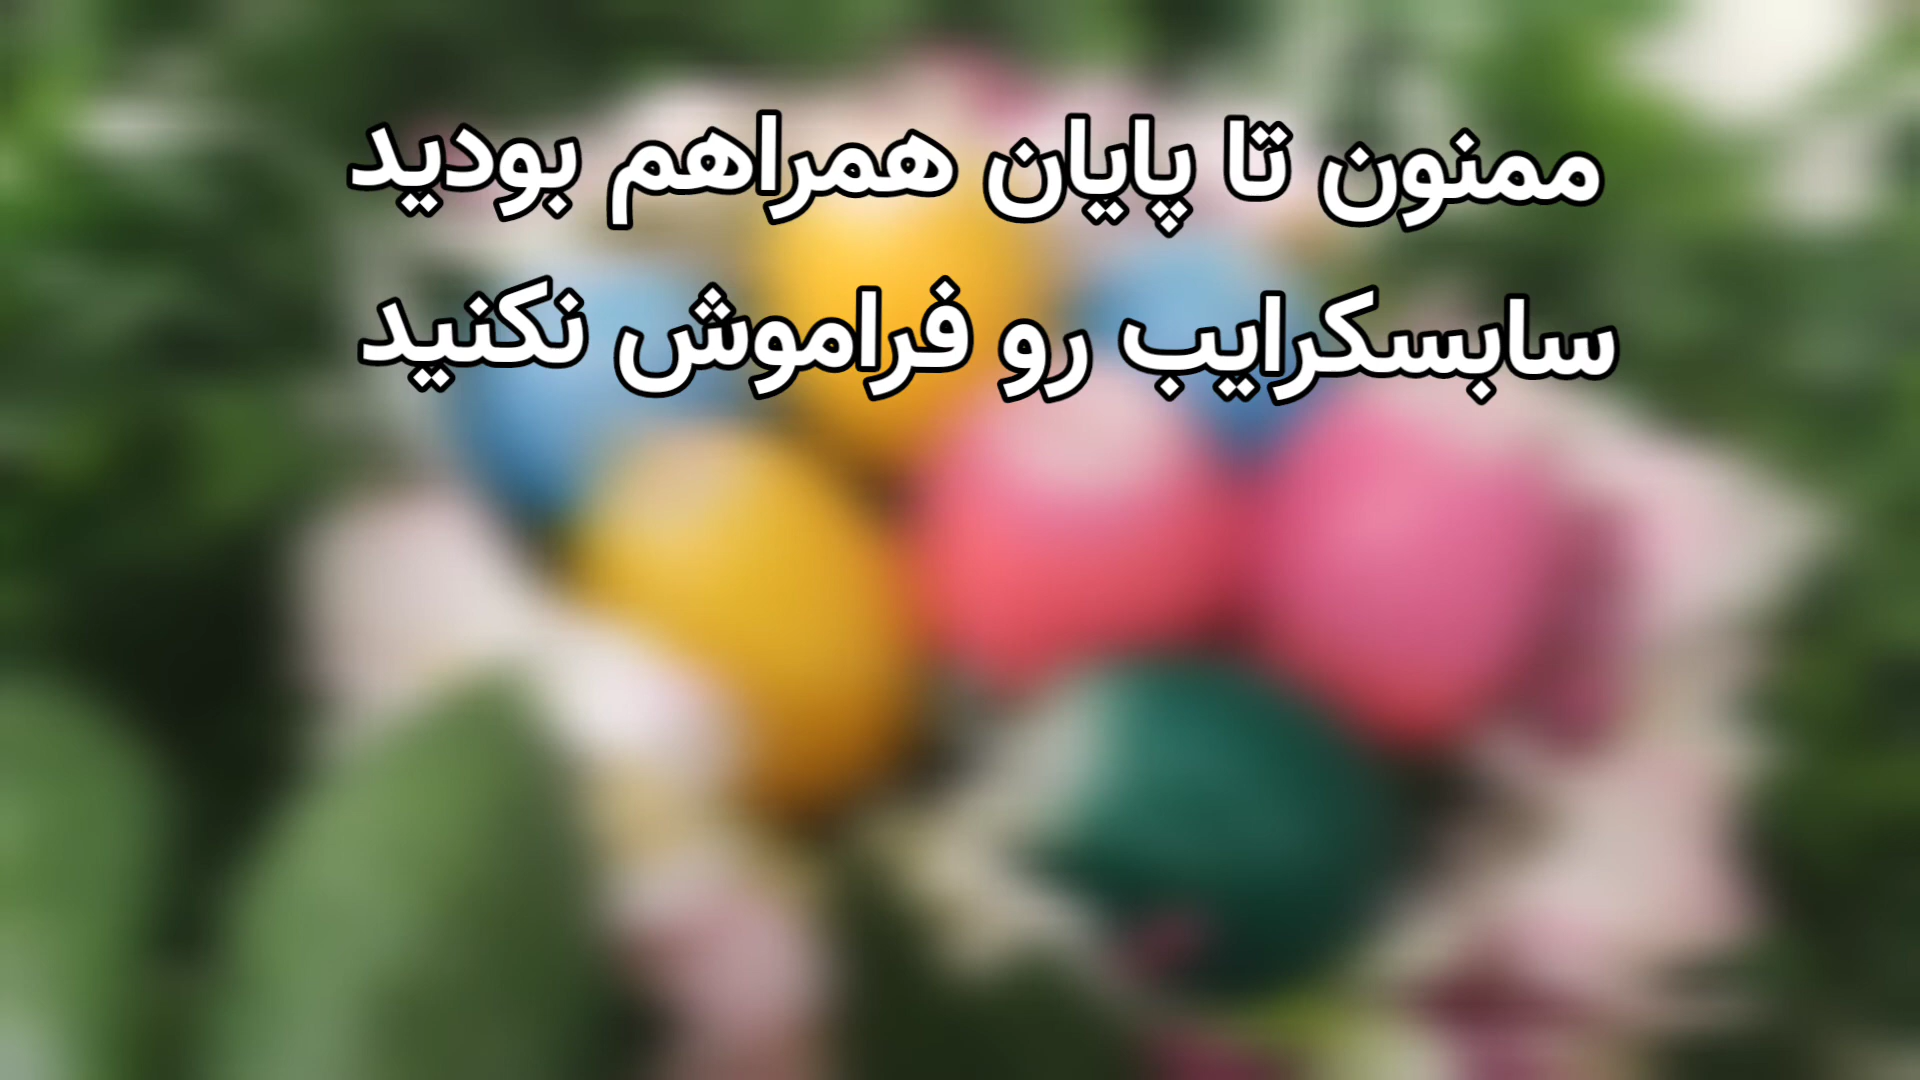 ممنون تا پایان همراهم بودید
سابسکرایب رو فراموش نکنید